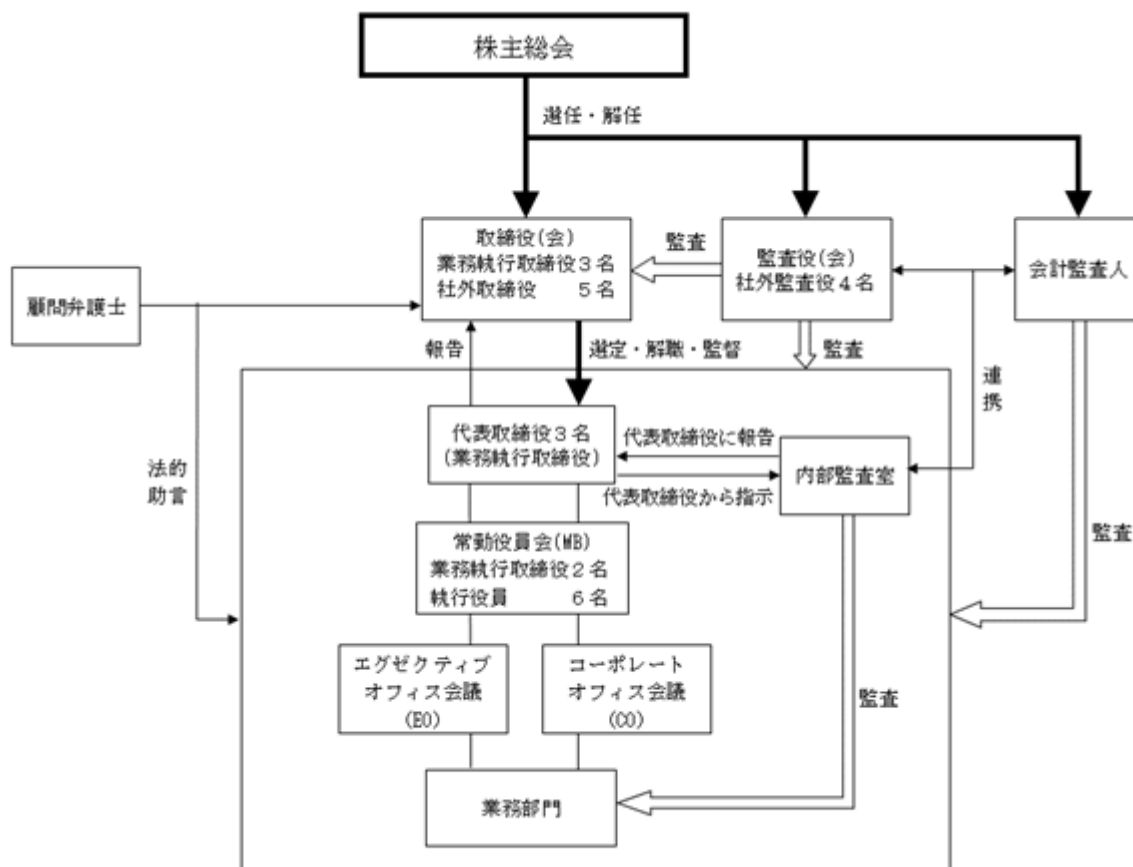 株主総会
選任・解任
取締役(会)
業務執行取締役3名
社外取締役 5名
監査
監査役(会)
社外監査役4名
会計監査人
顧問弁護士
報告
選定・解職・監督
監査
連携
代表取締役3名
(業務執行取締役)
代表取締役に報告
代表取締役から指示
内部監査室
法的
助言
監査
常勤役員会(MB)
業務執行取締役2名
執行役員 6名
エグゼクティブ
オフィス会議
(EO)
コーポレート
オフィス会議
(CO)
監査
業務部門